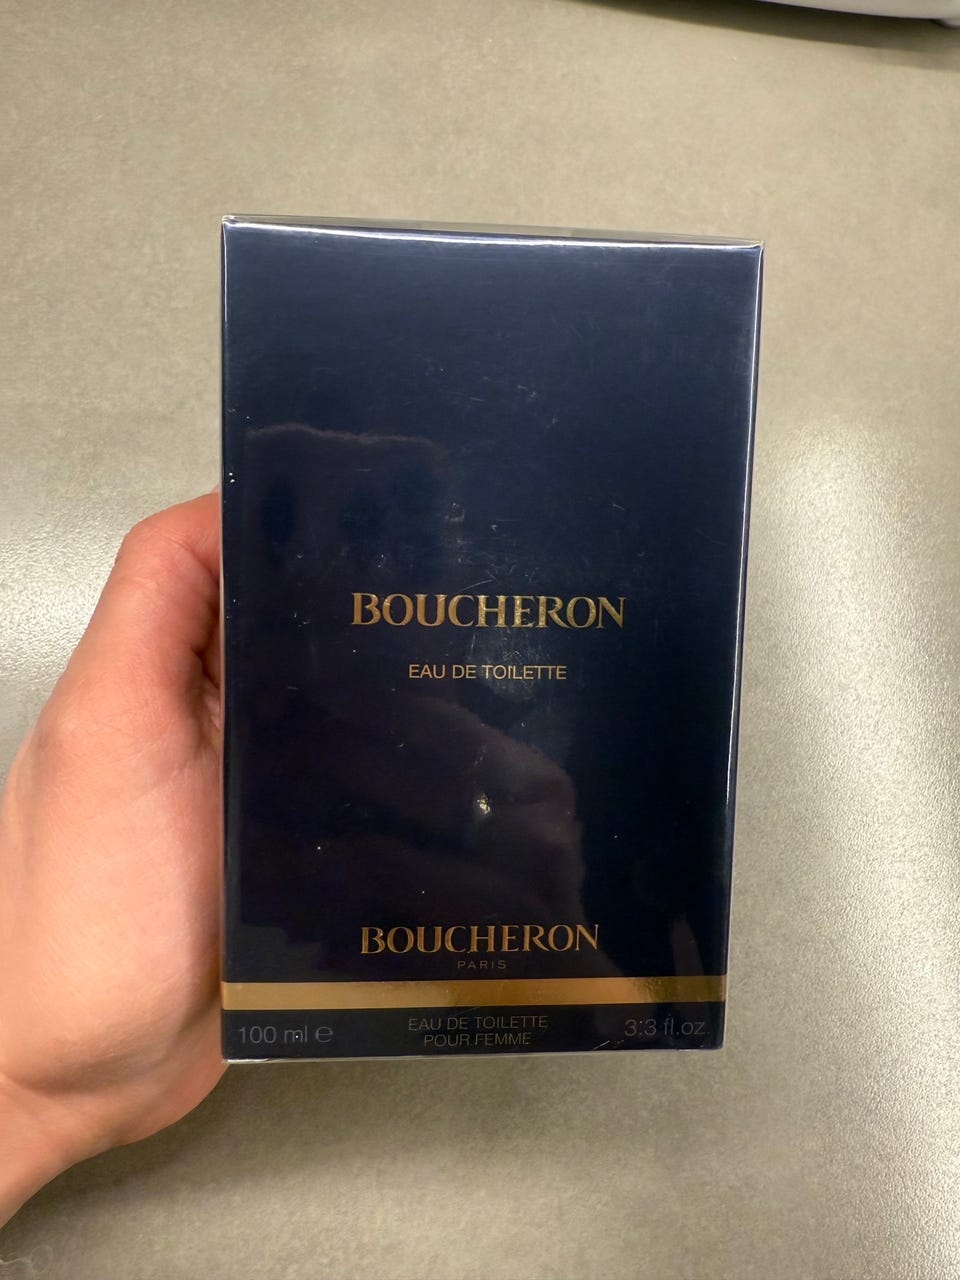 BOUCHERON
EAU DE TOILETTE
BOUCHERON
PARIS
100 ml ℮
EAU DE TOILETTE
POUR FEMME
3.3 fl.oz.